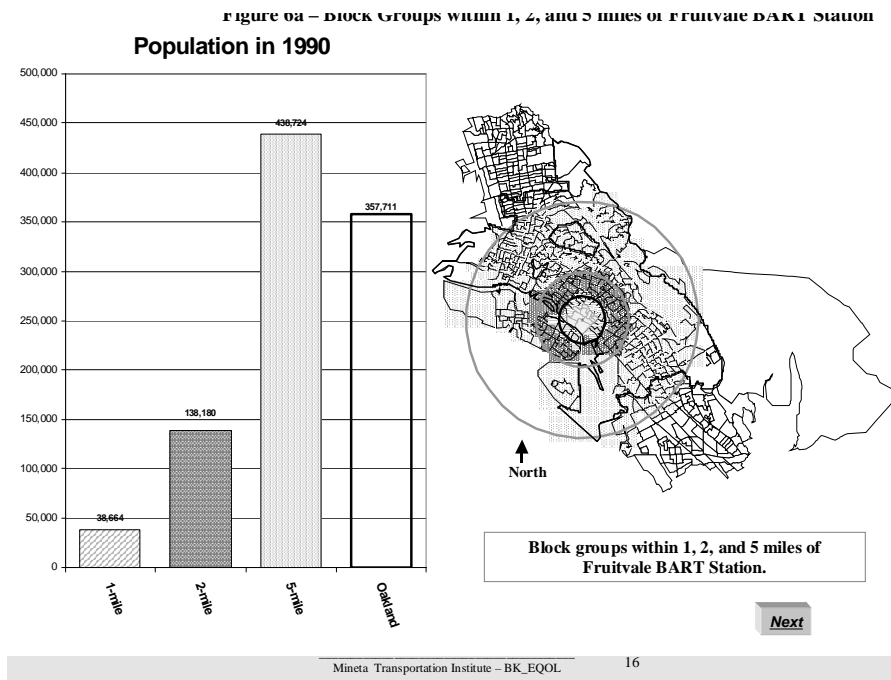 Figure 6a – Block Groups within 1, 2, and 5 miles of Fruitvale BART Station
Population in 1990
500,000
450,000
400,000
350,000
300,000
250,000
200,000
150,000
100,000
50,000
0
38,664
138,180
438,724
357,711
1-mile
2-mile
5-mile
Oakland
North
Block groups within 1, 2, and 5 miles of
Fruitvale BART Station.
Next
Mineta Transportation Institute – BK_EQOL
16